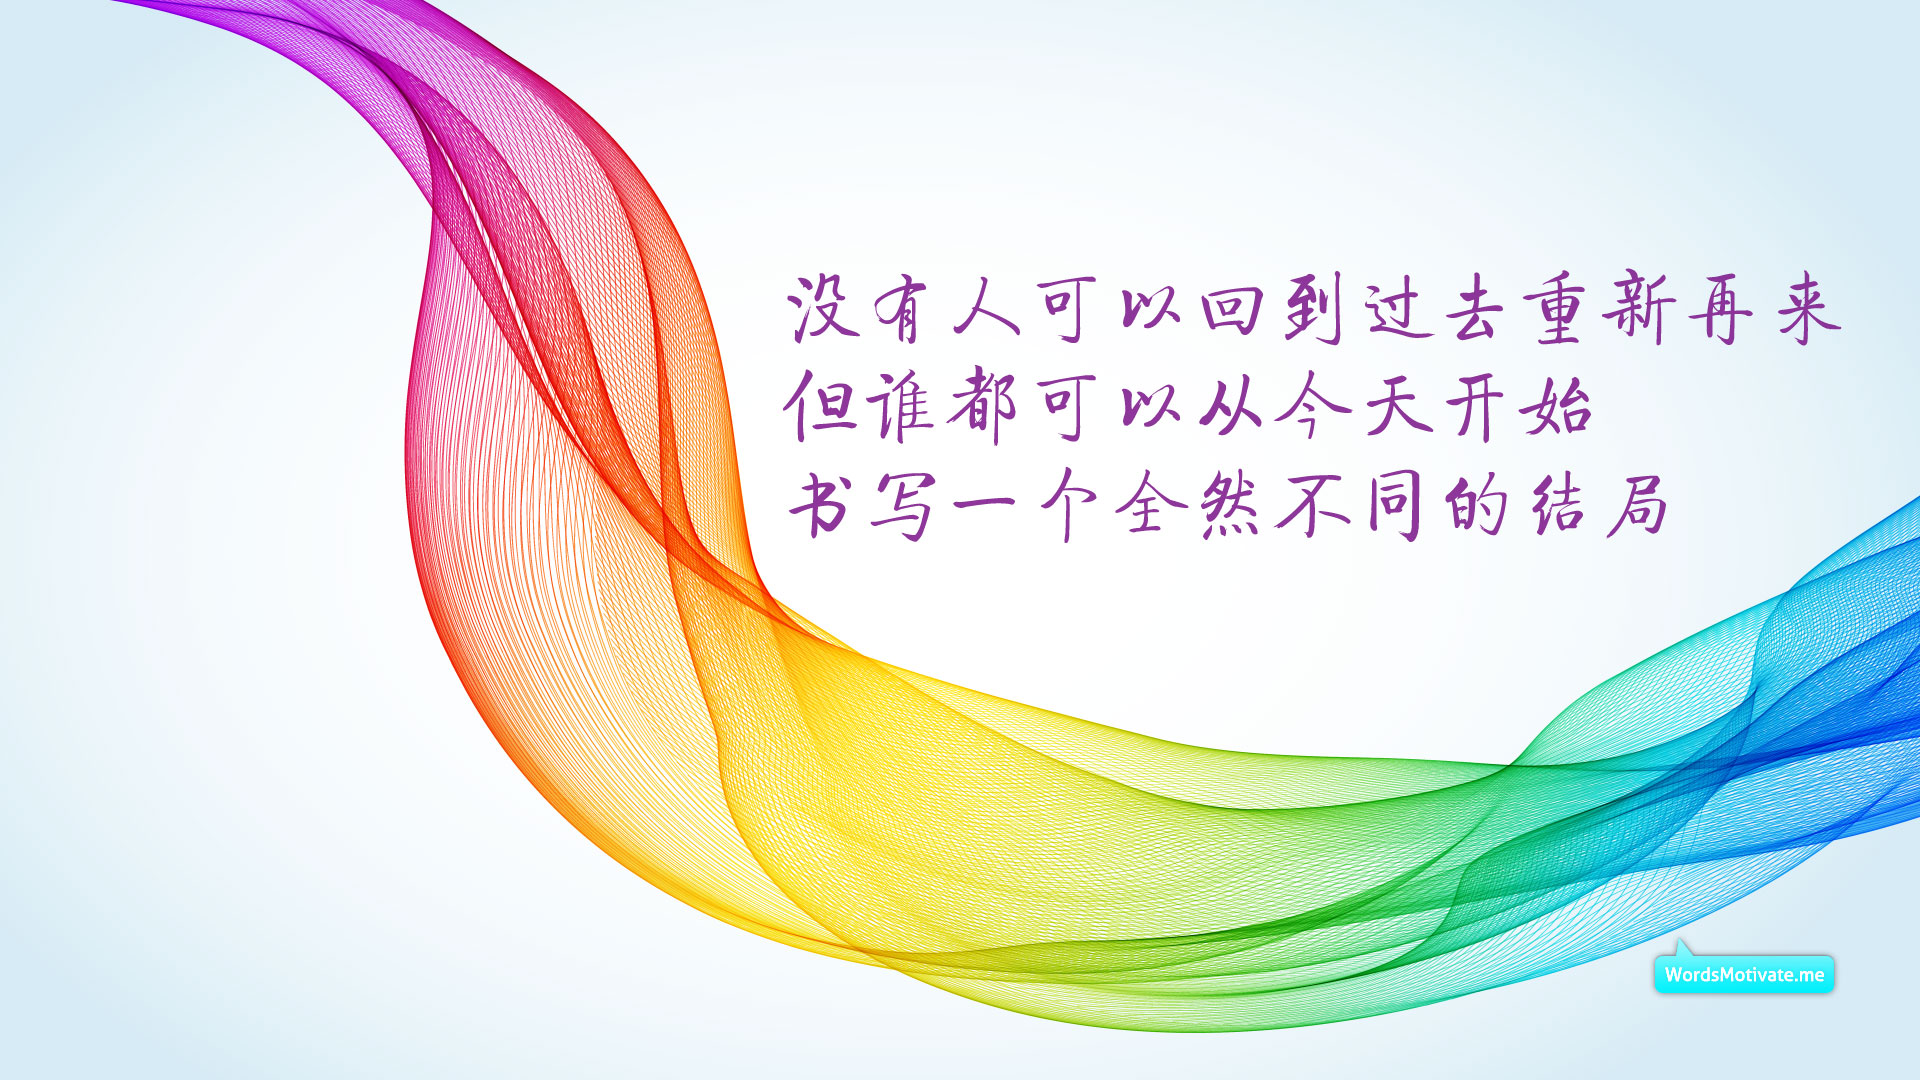 没有人可以回到过去重新再来
但谁都可以从今天开始
书写一个全然不同的结局
WordsMotivate.me